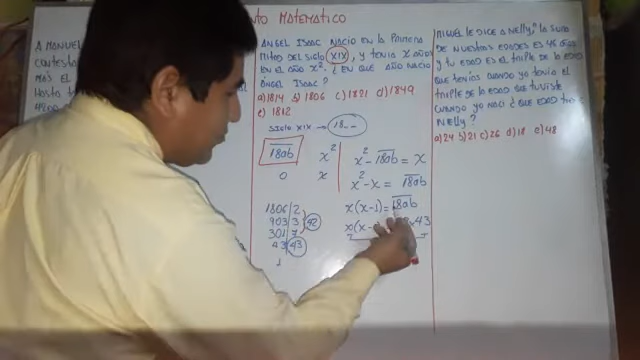 NTO MATEMATICO
A MANUEL
CONTESTA
MAS EL
HASTA
ANGEL ISAAC NACIO EN LA PRIMERA
MITAD DEL SIGLO XIX, Y TENIA X AÑOS
EN EL AÑO X². ¿ EN QUE AÑO NACIO
ANGEL ISAAC?
a) 1814 b) 1806 c) 1821 d) 1849
e) 1812
SIGLO XIX → 18--
18ab x²
0 x
1806 2
903 3
301 7
43 43
1
42
x² - 18ab = x
x² - x = 18ab
x(x-1) = 18ab
x(x- 43
MIGUEL LE DICE A NELLY: LA SUMA
DE NUESTRAS EDADES ES 46 AÑOS
Y TU EDAD ES EL TRIPLE DE LA EDAD
QUE TENIAS CUANDO YO TENIA EL
TRIPLE DE LA EDAD QUE TUVISTE
CUANDO YO NACI ¿ QUE EDAD TIENE
NELLY?
a) 24 b) 21 c) 26 d) 18 e) 48